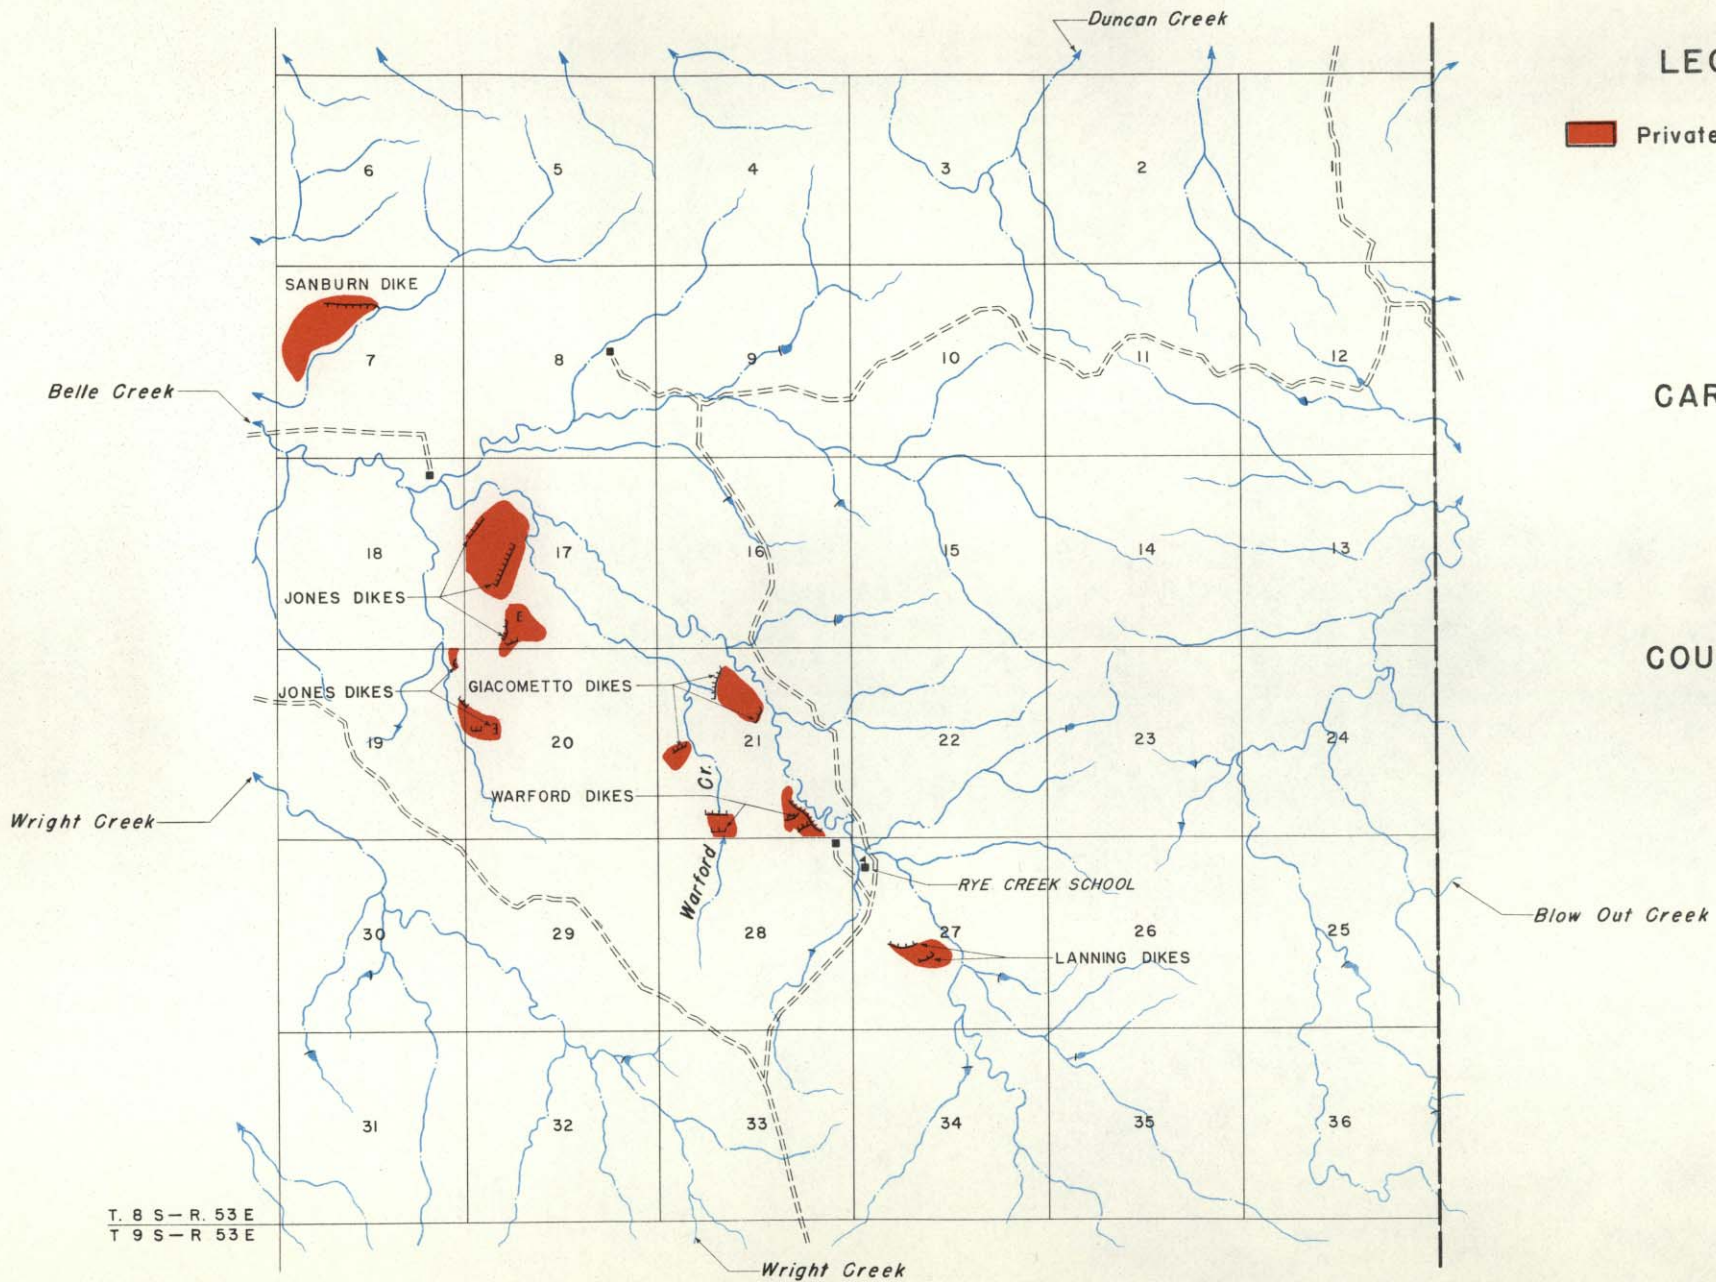 Duncan Creek
LEG
Private
6
5
4
3
2
1
SANBURN DIKE
7
8
9
10
11
12
Belle Creek
CAR
18
17
16
15
14
13
E
JONES DIKES
COU
JONES DIKES
GIACOMETTO DIKES
19
20
21
22
23
24
WARFORD DIKES
Warford Cr.
Wright Creek
RYE CREEK SCHOOL
Blow Out Creek
30
29
28
27
26
25
LANNING DIKES
31
32
33
34
35
36
T. 8 S — R. 53 E
T 9 S — R 53 E
Wright Creek